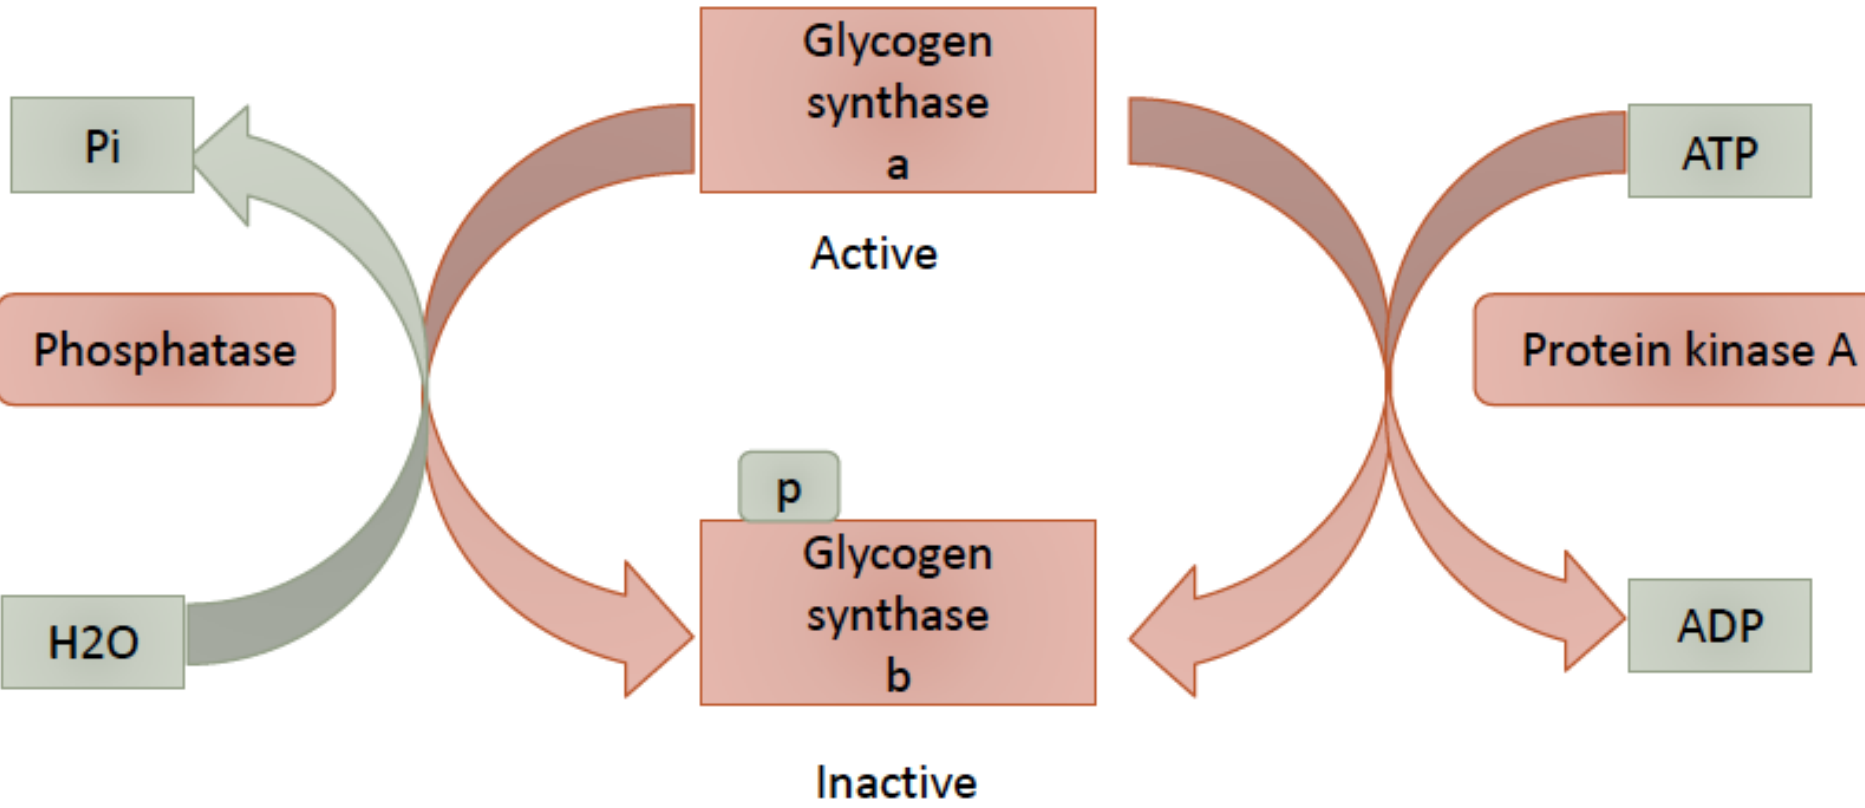 Glycogen
synthase
a
Pi
ATP
Active
Phosphatase
Protein kinase A
p
Glycogen
synthase
b
H2O
ADP
Inactive